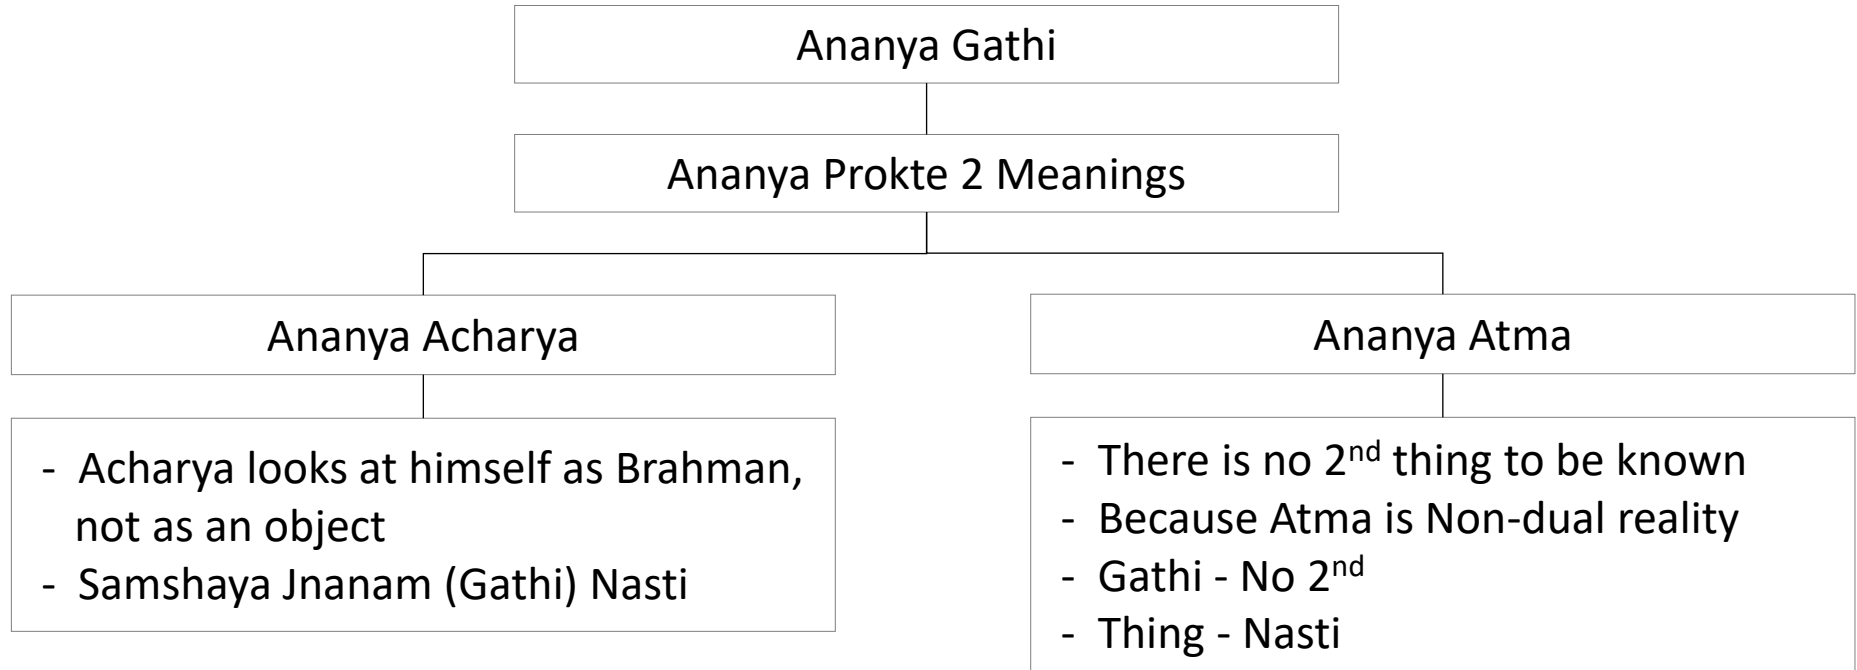 Ananya Gathi
Ananya Prokte 2 Meanings
Ananya Acharya
- Acharya looks at himself as Brahman,
not as an object
- Samshaya Jnanam (Gathi) Nasti
Ananya Atma
- There is no 2nd thing to be known
- Because Atma is Non-dual reality
- Gathi - No 2nd
- Thing - Nasti